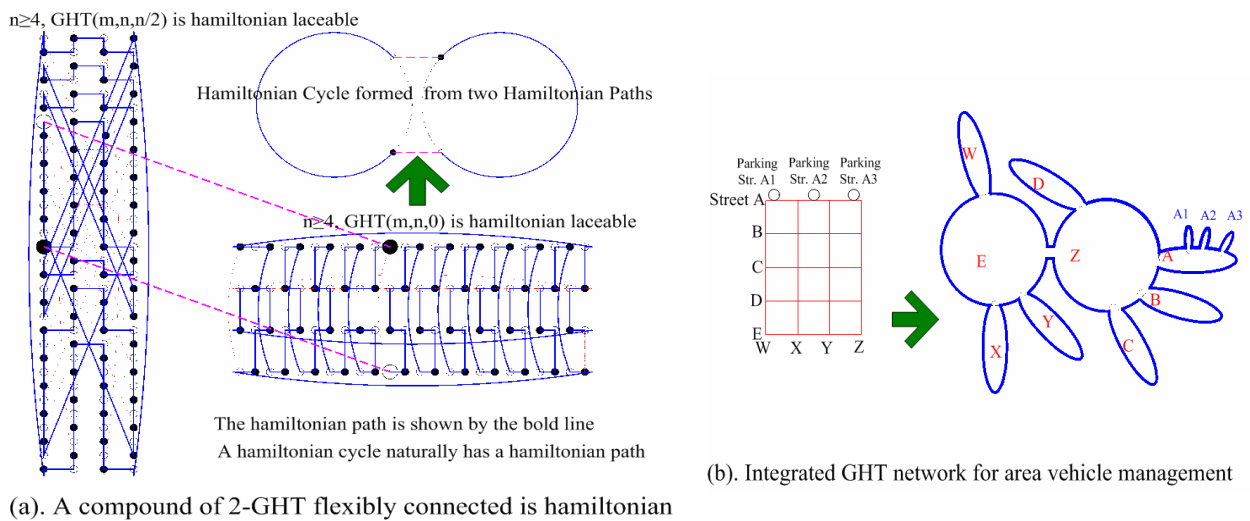 n≥4, GHT(m,n,n/2) is hamiltonian laceable
Hamiltonian Cycle formed from two Hamiltonian Paths
n≥4, GHT(m,n,0) is hamiltonian laceable
The hamiltonian path is shown by the bold line
A hamiltonian cycle naturally has a hamiltonian path
(a). A compound of 2-GHT flexibly connected is hamiltonian
Parking Parking Parking
Str. A1 Str. A2 Str. A3
Street A
B
C
D
E
W X Y Z
W
D
A1 A2 A3
E
Z
A
B
Y
X
C
(b). Integrated GHT network for area vehicle management